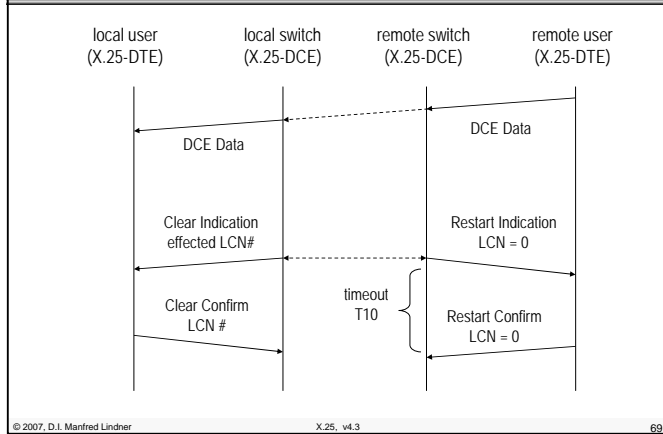 local user
(X.25-DTE)
local switch
(X.25-DCE)
remote switch
(X.25-DCE)
remote user
(X.25-DTE)
DCE Data
DCE Data
Clear Indication
effected LCN#
Restart Indication
LCN = 0
Clear Confirm
LCN #
timeout
T10
Restart Confirm
LCN = 0
© 2007, D.I. Manfred Lindner
X.25, v4.3
69